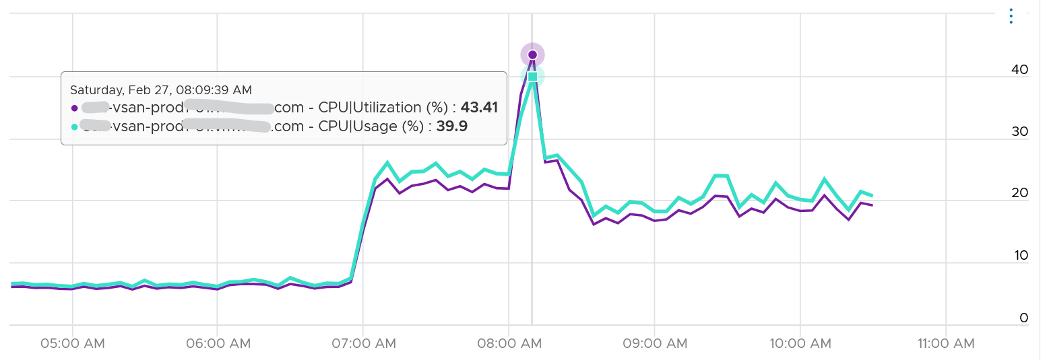 40
Saturday, Feb 27, 08:09:39 AM
-vsan-prod .com - CPU|Utilization (%) : 43.41
-vsan-prod .com - CPU|Usage (%) : 39.9
30
20
10
0
05:00 AM 06:00 AM 07:00 AM 08:00 AM 09:00 AM 10:00 AM 11:00 AM